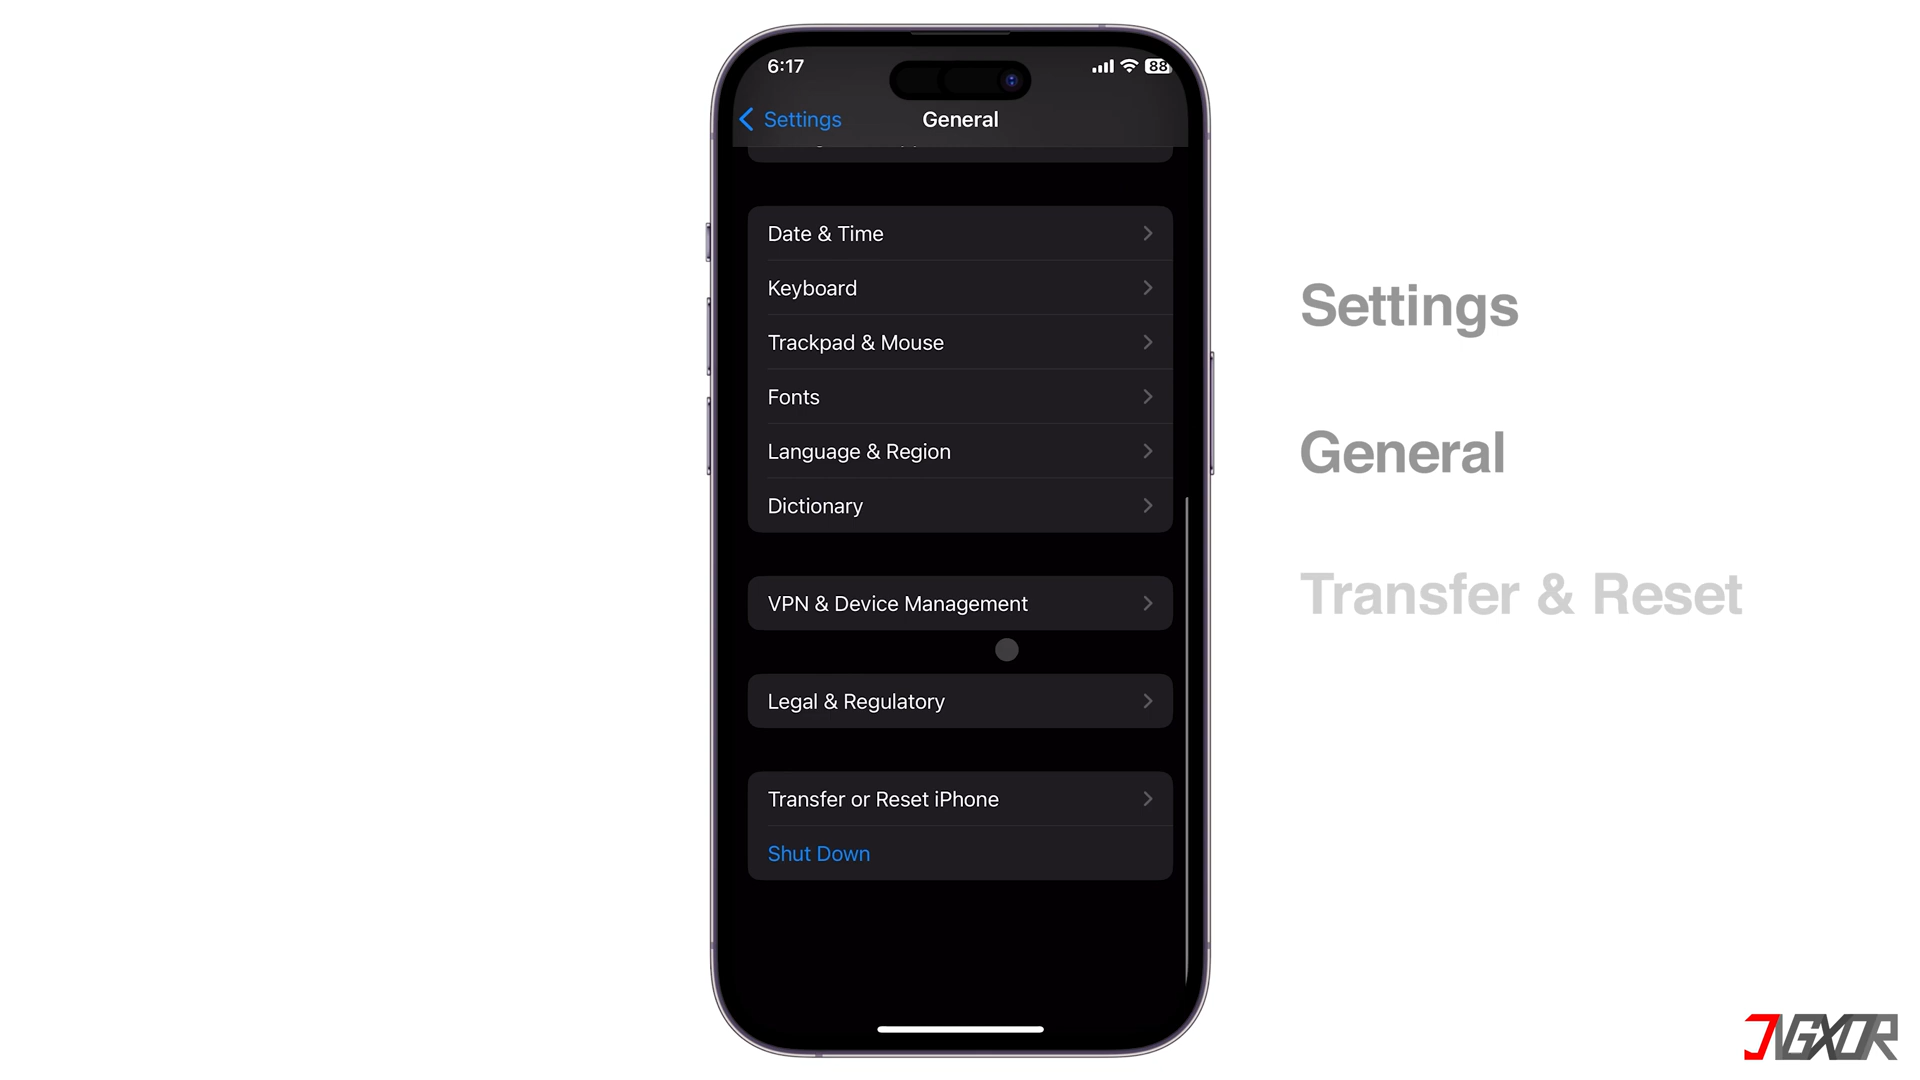 6:17
88
Settings
General
Date & Time
Keyboard
Trackpad & Mouse
Fonts
Language & Region
Dictionary
VPN & Device Management
Legal & Regulatory
Transfer or Reset iPhone
Shut Down
Settings
General
Transfer & Reset
JVGXOR